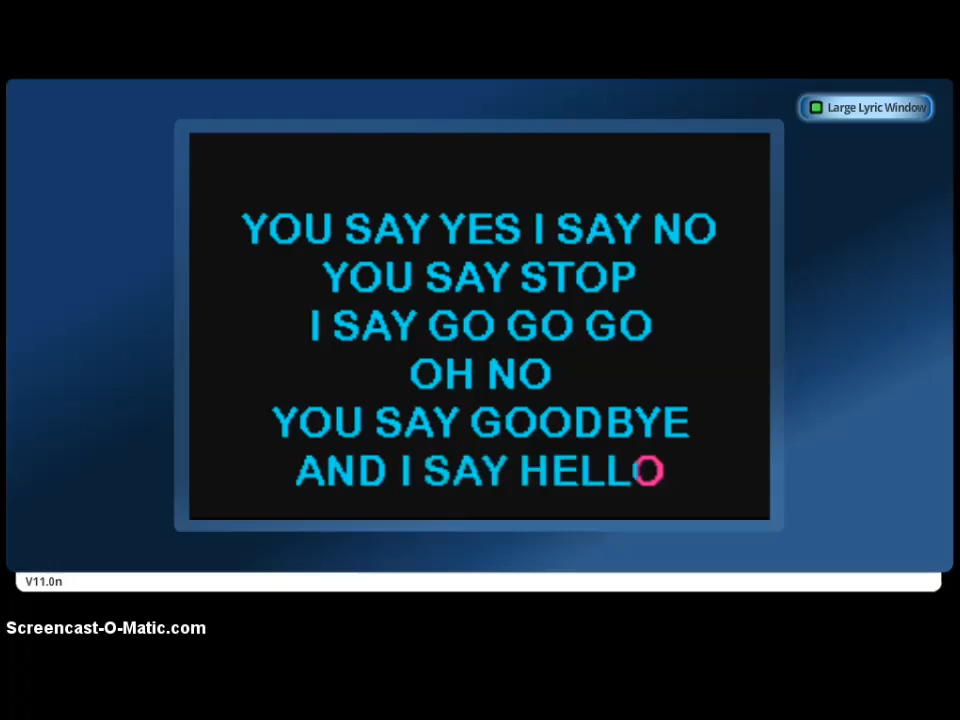 Large Lyric Window
YOU SAY YES I SAY NO
YOU SAY STOP
I SAY GO GO GO
OH NO
YOU SAY GOODBYE
AND I SAY HELLO
V11.0n
Screencast-O-Matic.com